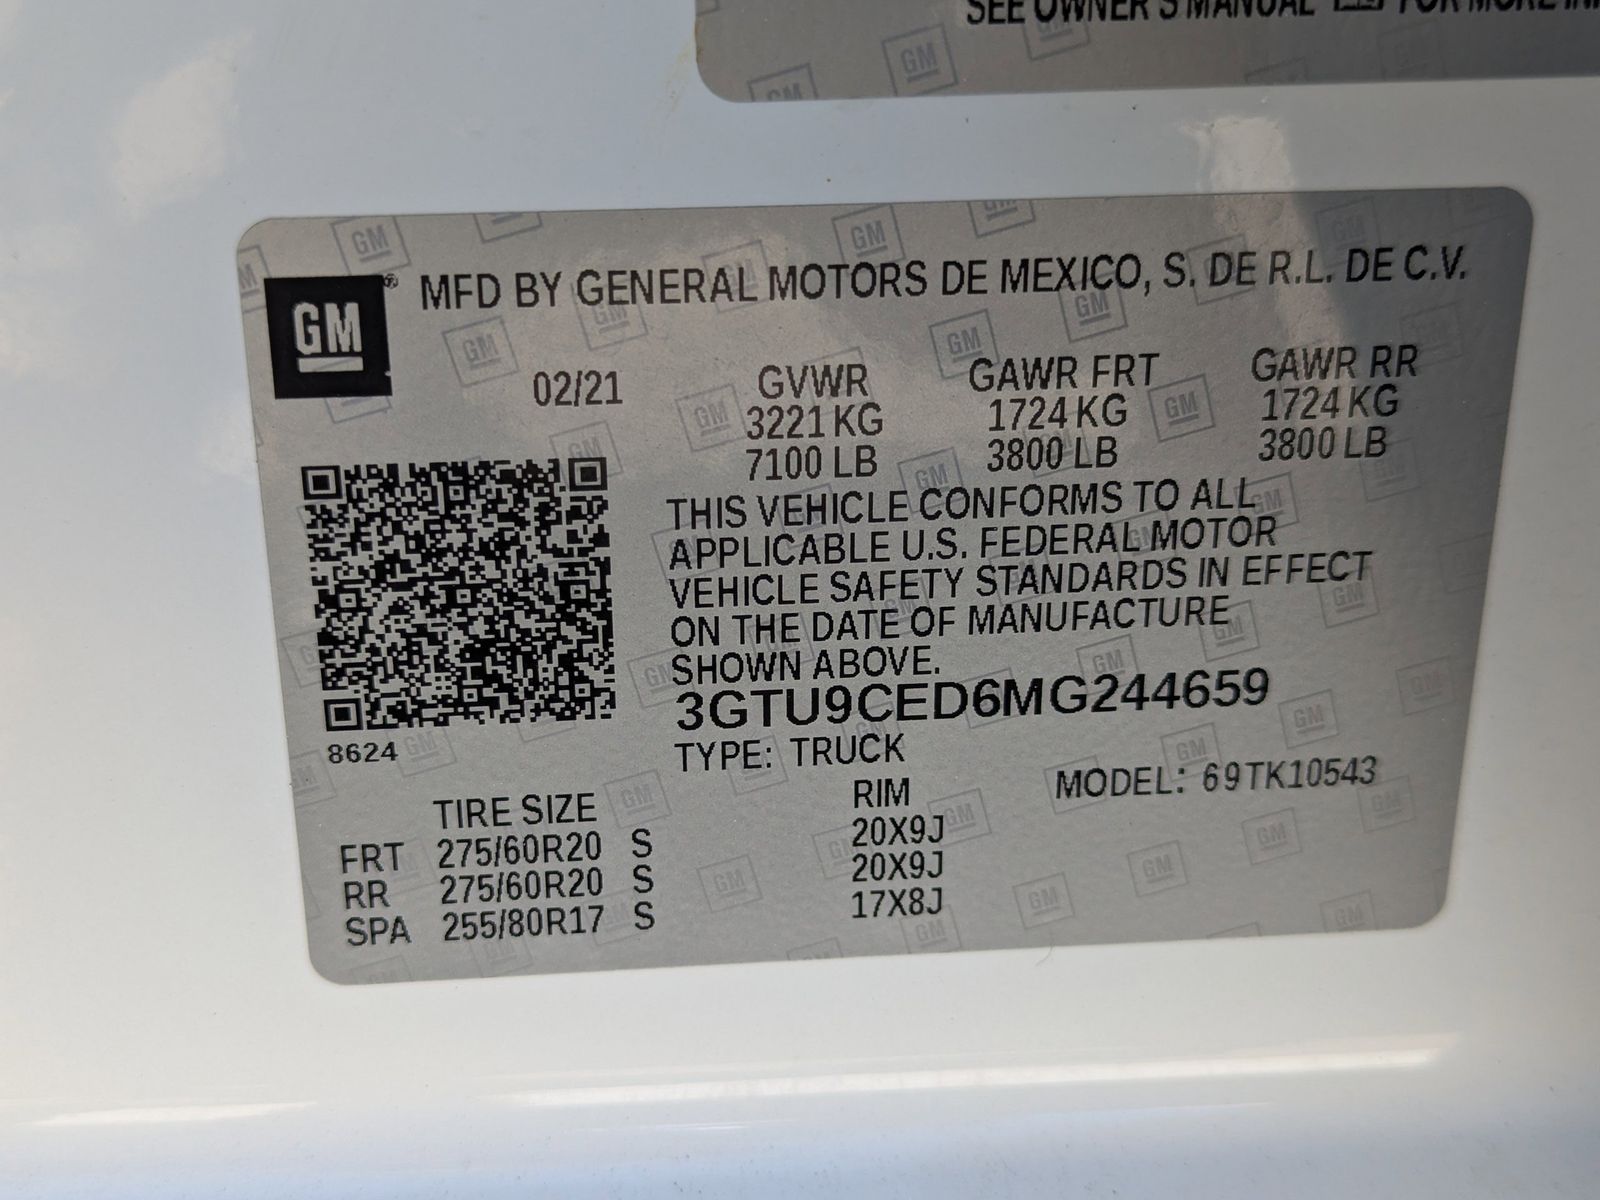 SEE OWNER'S MANUAL FOR MORE
GM
® MFD BY GENERAL MOTORS DE MEXICO, S. DE R.L. DE C.V.
02/21 GVWR GAWR FRT GAWR RR
3221 KG 1724 KG 1724 KG
7100 LB 3800 LB 3800 LB
THIS VEHICLE CONFORMS TO ALL
APPLICABLE U.S. FEDERAL MOTOR
VEHICLE SAFETY STANDARDS IN EFFECT
ON THE DATE OF MANUFACTURE
SHOWN ABOVE.
3GTU9CED6MG244659
8624
TYPE: TRUCK MODEL: 69TK10543
TIRE SIZE RIM
FRT 275/60R20 S 20X9J
RR 275/60R20 S 20X9J
SPA 255/80R17 S 17X8J